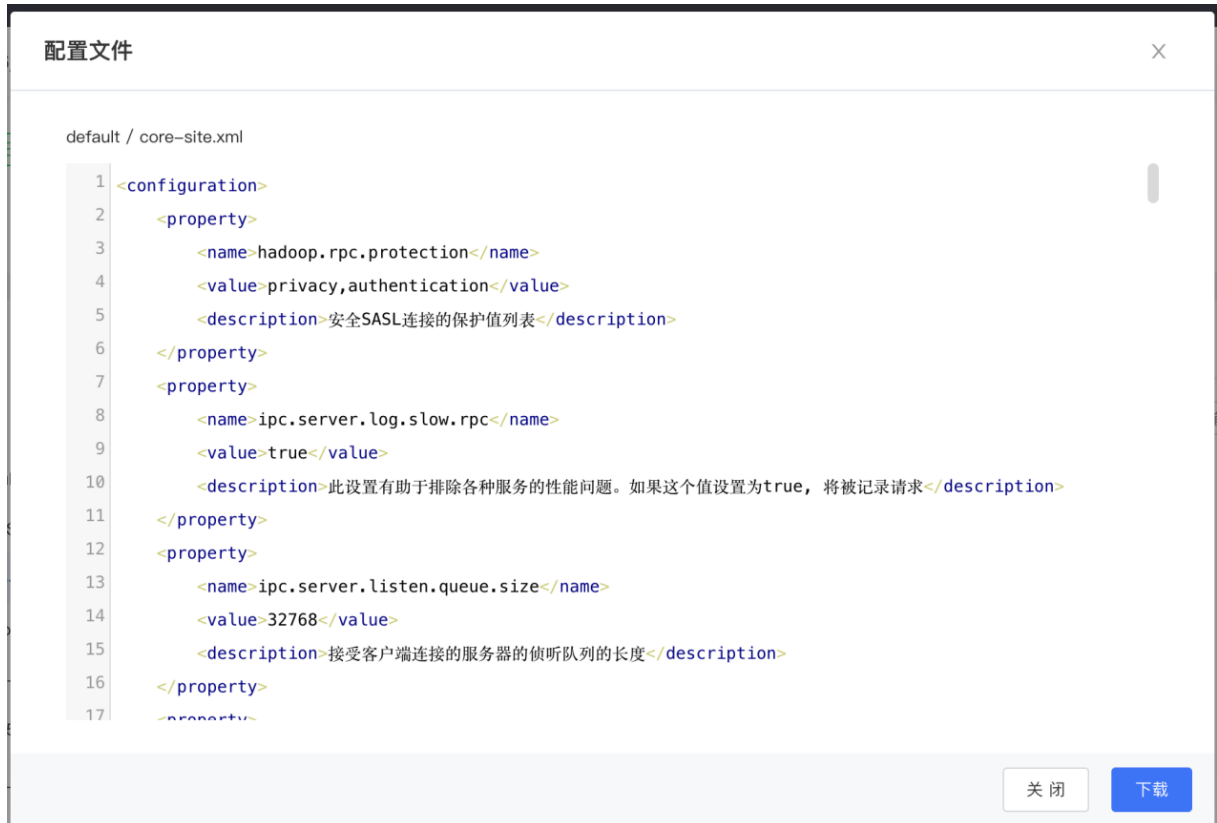 配置文件
default / core-site.xml
1 <configuration>
2 <property>
3 <name>hadoop.rpc.protection</name>
4 <value>privacy,authentication</value>
5 <description>安全SASL连接的保护值列表</description>
6 </property>
7 <property>
8 <name>ipc.server.log.slow.rpc</name>
9 <value>true</value>
10 <description>此设置有助于排除各种服务的性能问题。如果这个值设置为true, 将被记录请求</description>
11 </property>
12 <property>
13 <name>ipc.server.listen.queue.size</name>
14 <value>32768</value>
15 <description>接受客户端连接的服务器的侦听队列的长度</description>
16 </property>
17 <property>
关 闭
下载